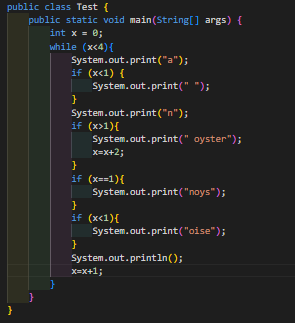 public class Test {
    public static void main(String[] args) {
        int x = 0;
        while (x<4){
            System.out.print("a");
            if (x<1) {
                System.out.print(" ");
            }
            System.out.print("n");
            if (x>1){
                System.out.print(" oyster");
                x=x+2;
            }
            if (x==1){
                System.out.print("noys");
            }
            if (x<1){
                System.out.print("oise");
            }
            System.out.println();
            x=x+1;
        }
    }
}